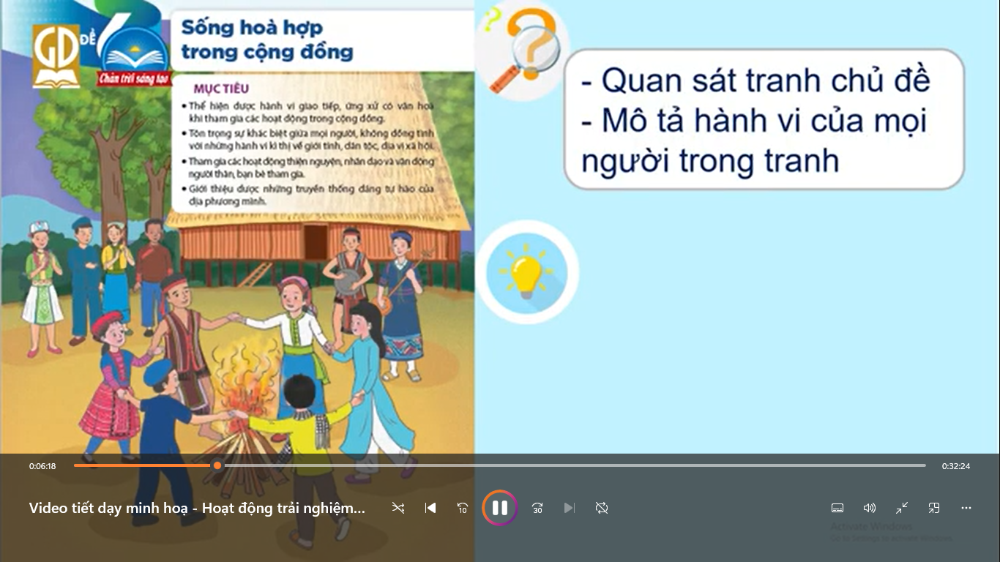 GD
ĐỀ
6
Chân trời sáng tạo
Sống hoà hợp
trong cộng đồng
MỤC TIÊU
• Thể hiện được hành vi giao tiếp, ứng xử có văn hoá
khi tham gia các hoạt động trong cộng đồng.
• Tôn trọng sự khác biệt giữa mọi người, không đồng tình
với những hành vi kì thị về giới tính, dân tộc, địa vị xã hội.
• Tham gia các hoạt động thiện nguyện, nhân đạo và vận động
người thân, bạn bè tham gia.
• Giới thiệu được những truyền thống đáng tự hào của
địa phương mình.
- Quan sát tranh chủ đề
- Mô tả hành vi của mọi
người trong tranh
0:06:18
0:32:24
Video tiết dạy minh hoạ - Hoạt động trải nghiệm...
10
30
Activate Windows
Go to Settings to activate Windows.